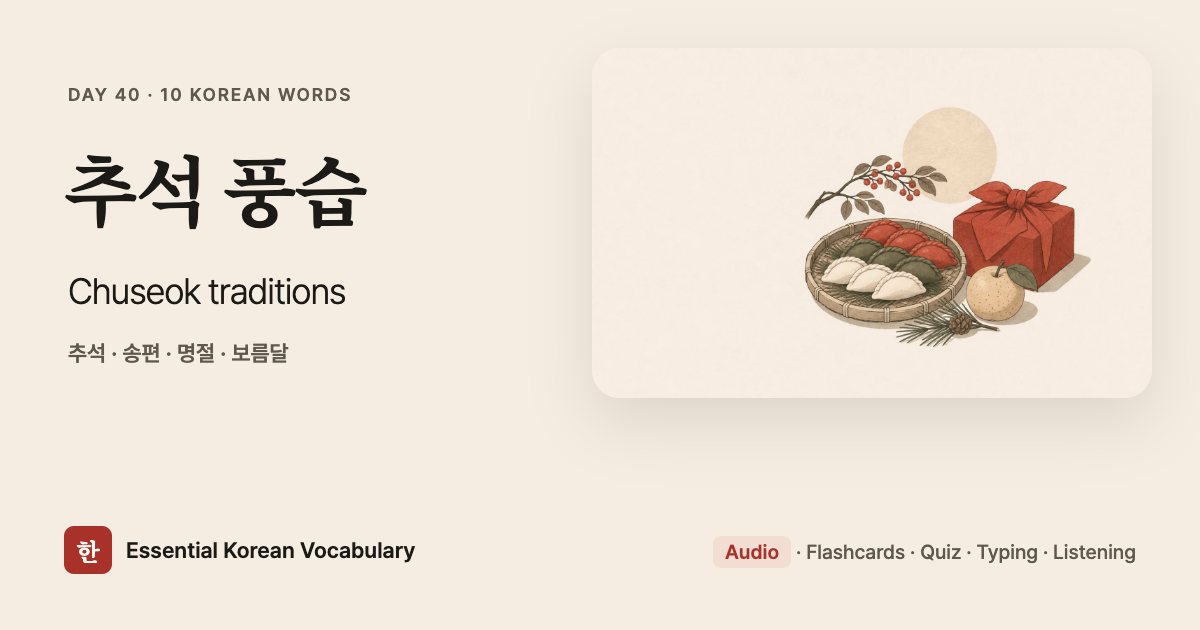 DAY 40 · 10 KOREAN WORDS
추석 풍습
Chuseok traditions
추석 · 송편 · 명절 · 보름달
한 Essential Korean Vocabulary
Audio · Flashcards · Quiz · Typing · Listening